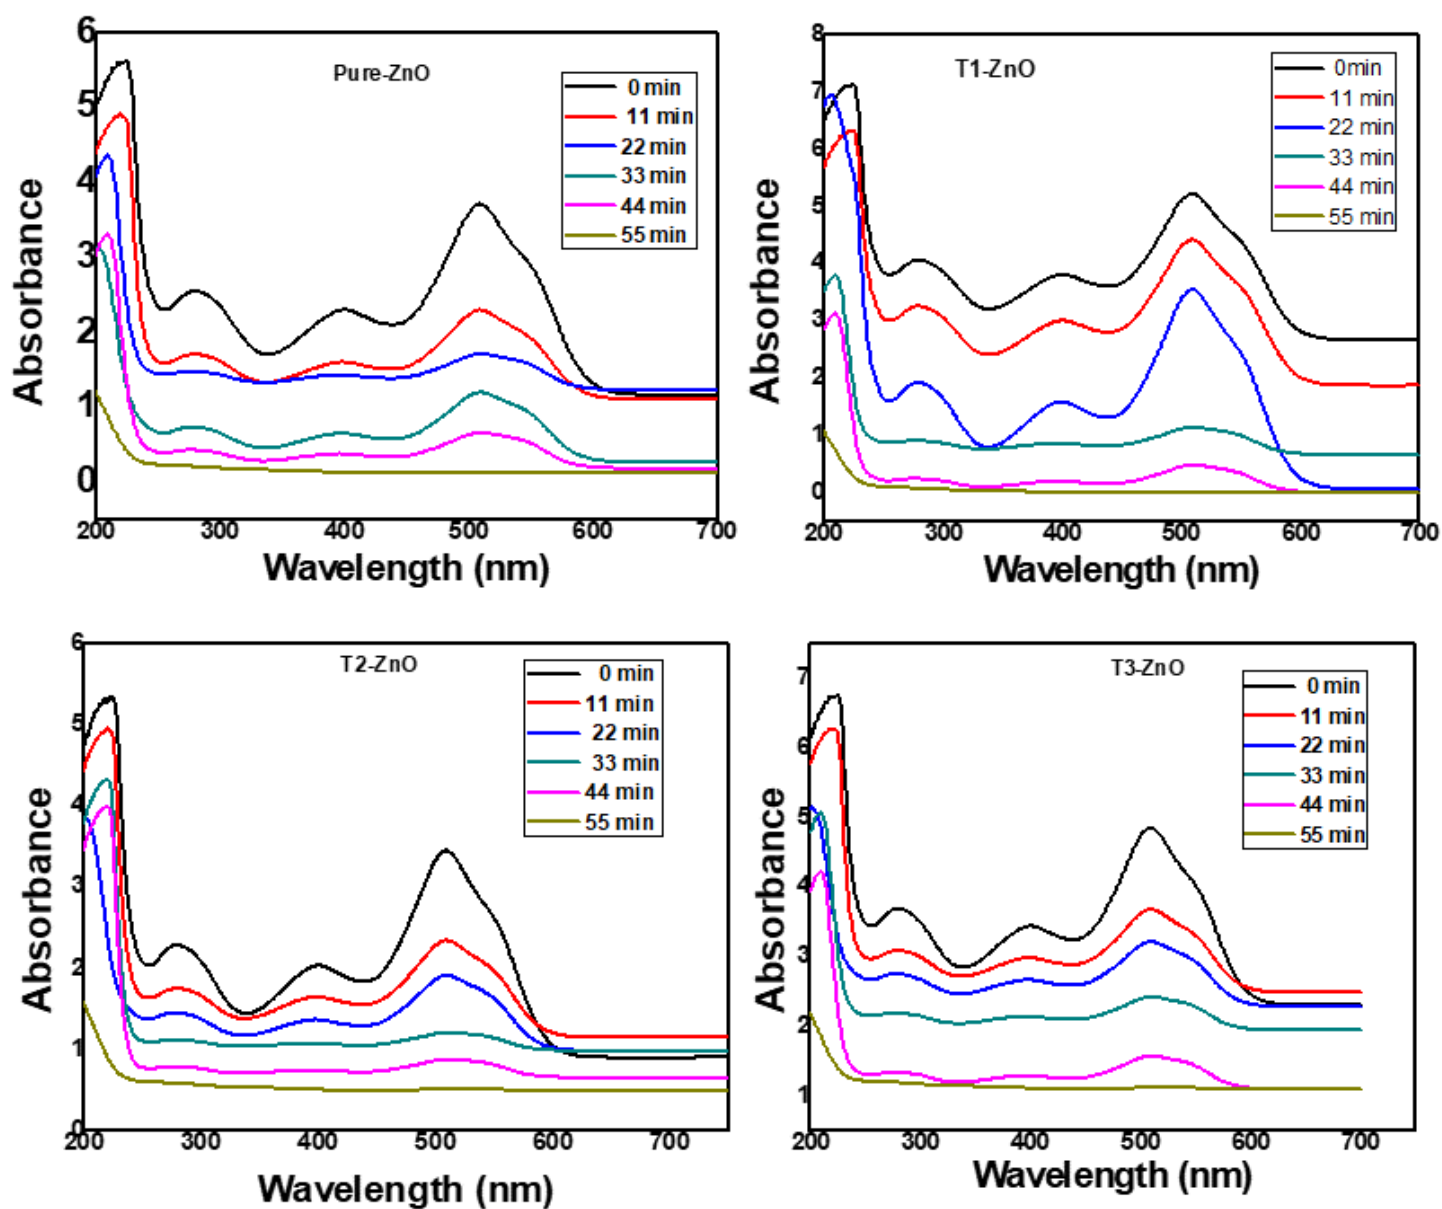 Pure-ZnO
0 min
11 min
22 min
33 min
44 min
55 min
Absorbance
6
5
4
3
2
1
0
200 300 400 500 600 700
Wavelength (nm)
T1-ZnO
0min
11 min
22 min
33 min
44 min
55 min
Absorbance
8
7
6
5
4
3
2
1
0
200 300 400 500 600 700
Wavelength (nm)
T2-ZnO
0 min
11 min
22 min
33 min
44 min
55 min
Absorbance
6
5
4
3
2
1
0
200 300 400 500 600 700
Wavelength (nm)
T3-ZnO
0 min
11 min
22 min
33 min
44 min
55 min
Absorbance
7
6
5
4
3
2
1
200 300 400 500 600 700
Wavelength (nm)